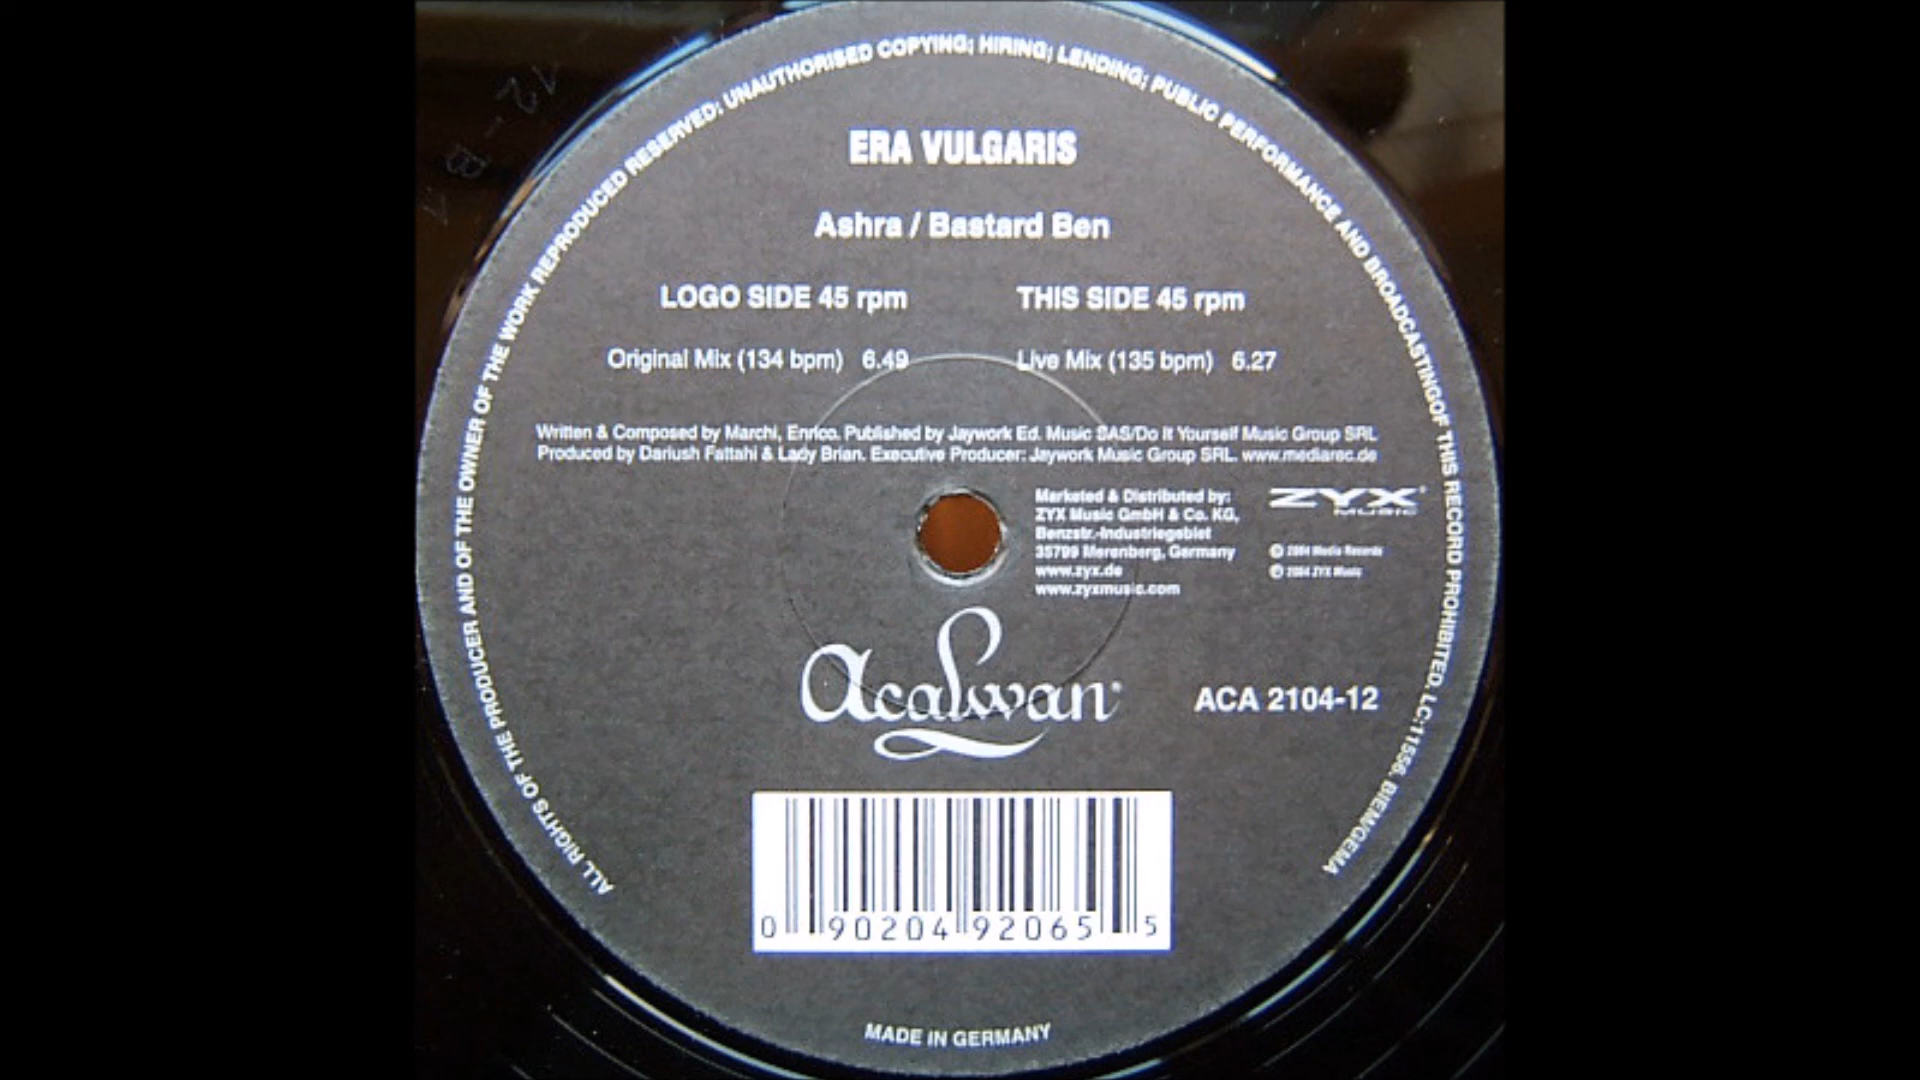 ALL RIGHTS OF THE PRODUCER AND OF THE OWNER OF THE WORK REPRODUCED RESERVED; UNAUTHORISED COPYING; HIRING; LENDING; PUBLIC PERFORMANCE AND BROADCASTINGOF THIS RECORD PROHIBITED. LC:11556. BIEM/GEMA
ERA VULGARIS
Ashra / Bastard Ben
LOGO SIDE 45 rpm THIS SIDE 45 rpm
Original Mix (134 bpm) 6.49 Live Mix (135 bpm) 6.27
Written & Composed by Marchi, Enrico. Published by Jaywork Ed. Music SAS/Do It Yourself Music Group SRL
Produced by Dariush Fattahi & Lady Brian. Executive Producer: Jaywork Music Group SRL. www.mediarec.de
Marketed & Distributed by:
ZYX Music GmbH & Co. KG,
Benzstr.-Industriegebiet
35799 Merenberg, Germany
www.zyx.de
www.zyxmusic.com
ZYX®
MUSIC
℗ 2004 Media Records
© 2004 ZYX Music
Acalwan®
ACA 2104-12
0 90204 92065 5
MADE IN GERMANY